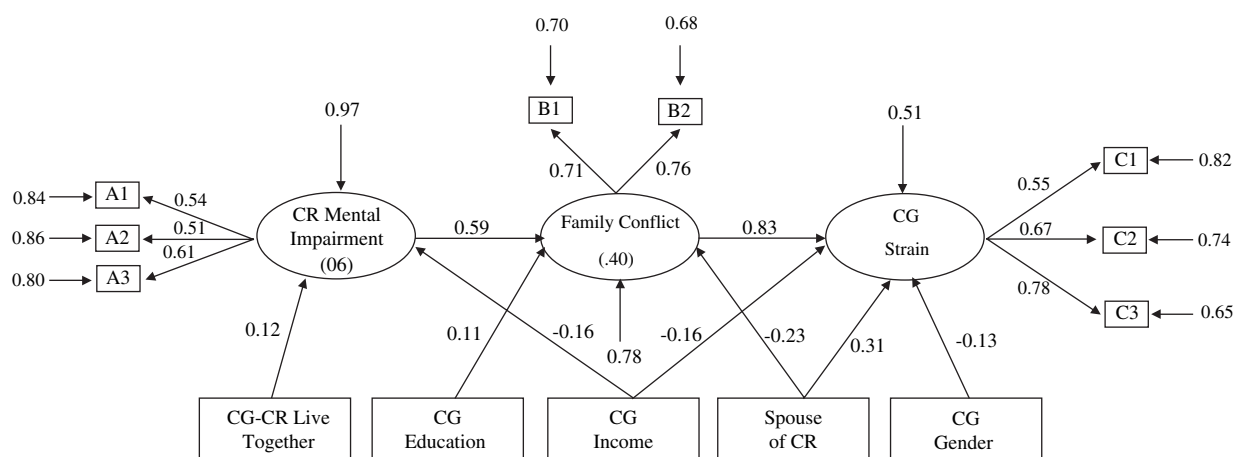 0.70
0.68
0.97
B1
B2
0.51
0.71
0.76
C1
0.82
0.84
A1
0.54
0.55
CR Mental
Impairment
(06)
Family Conflict
(.40)
CG
Strain
0.86
A2
0.51
0.59
0.83
0.67
C2
0.74
0.80
A3
0.61
0.78
C3
0.65
0.12
0.11
-0.16
0.78
-0.16
-0.23
0.31
-0.13
CG-CR Live
Together
CG
Education
CG
Income
Spouse
of CR
CG
Gender